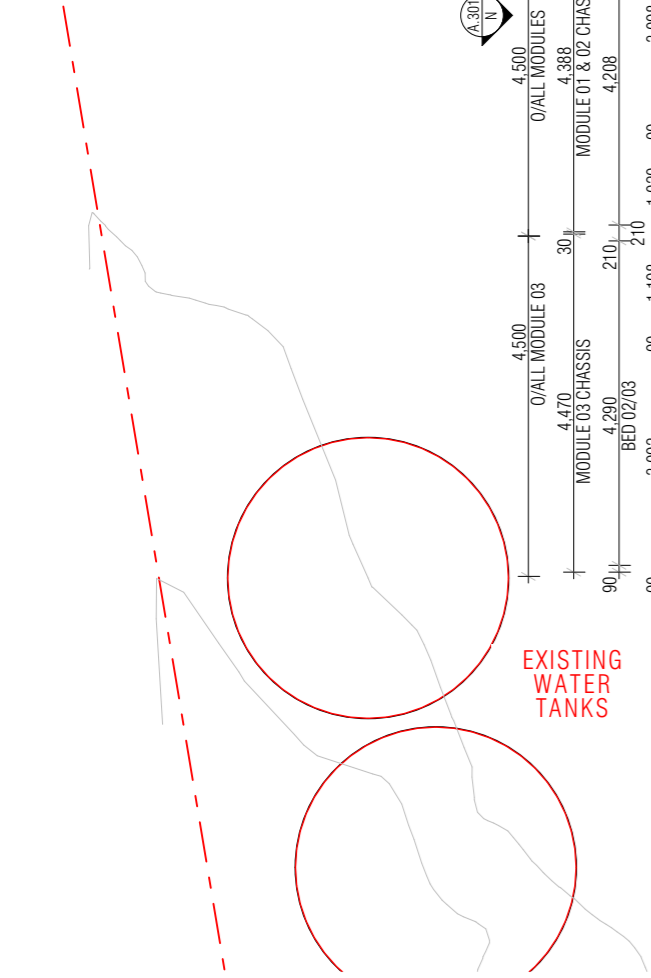 A.301
N
4,500
O/ALL MODULES
4,388
MODULE 01 & 02 CHAS
4,208
30
210
210
4,500
O/ALL MODULE 03
4,470
MODULE 03 CHASSIS
4,290
BED 02/03
90
EXISTING
WATER
TANKS